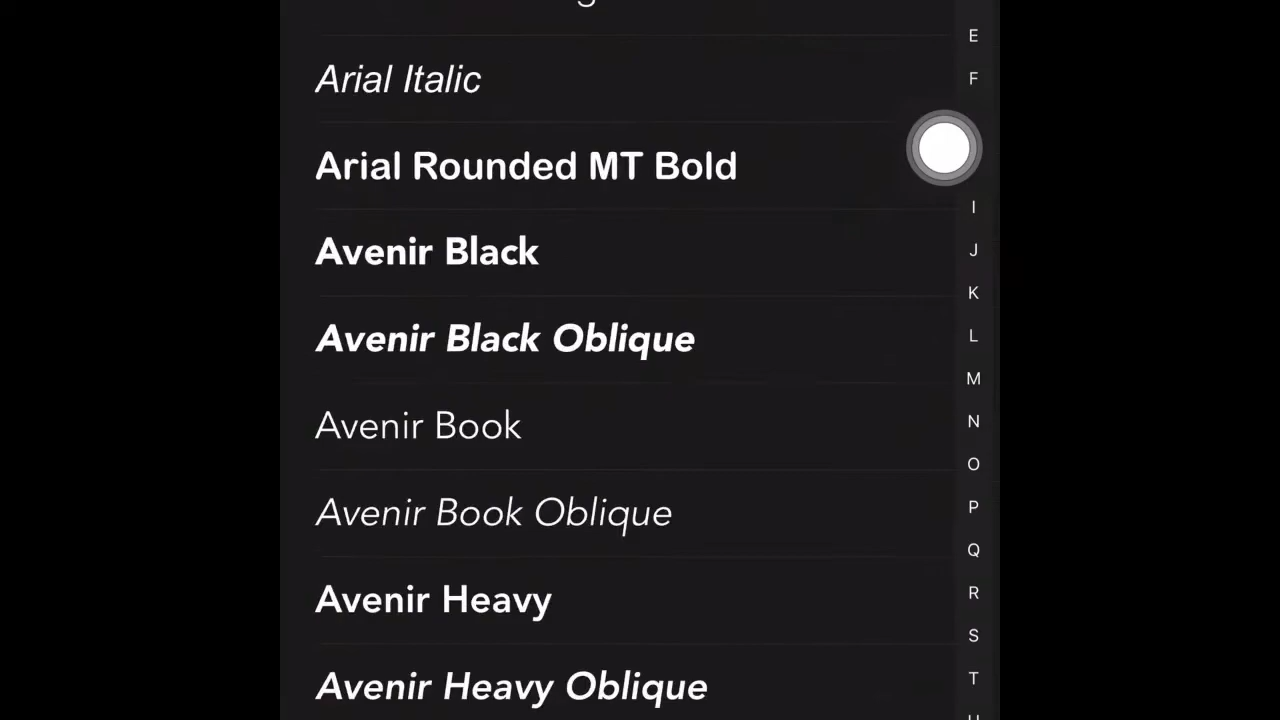 Arial Italic
Arial Rounded MT Bold
Avenir Black
Avenir Black Oblique
Avenir Book
Avenir Book Oblique
Avenir Heavy
Avenir Heavy Oblique
E
F
I
J
K
L
M
N
O
P
Q
R
S
T